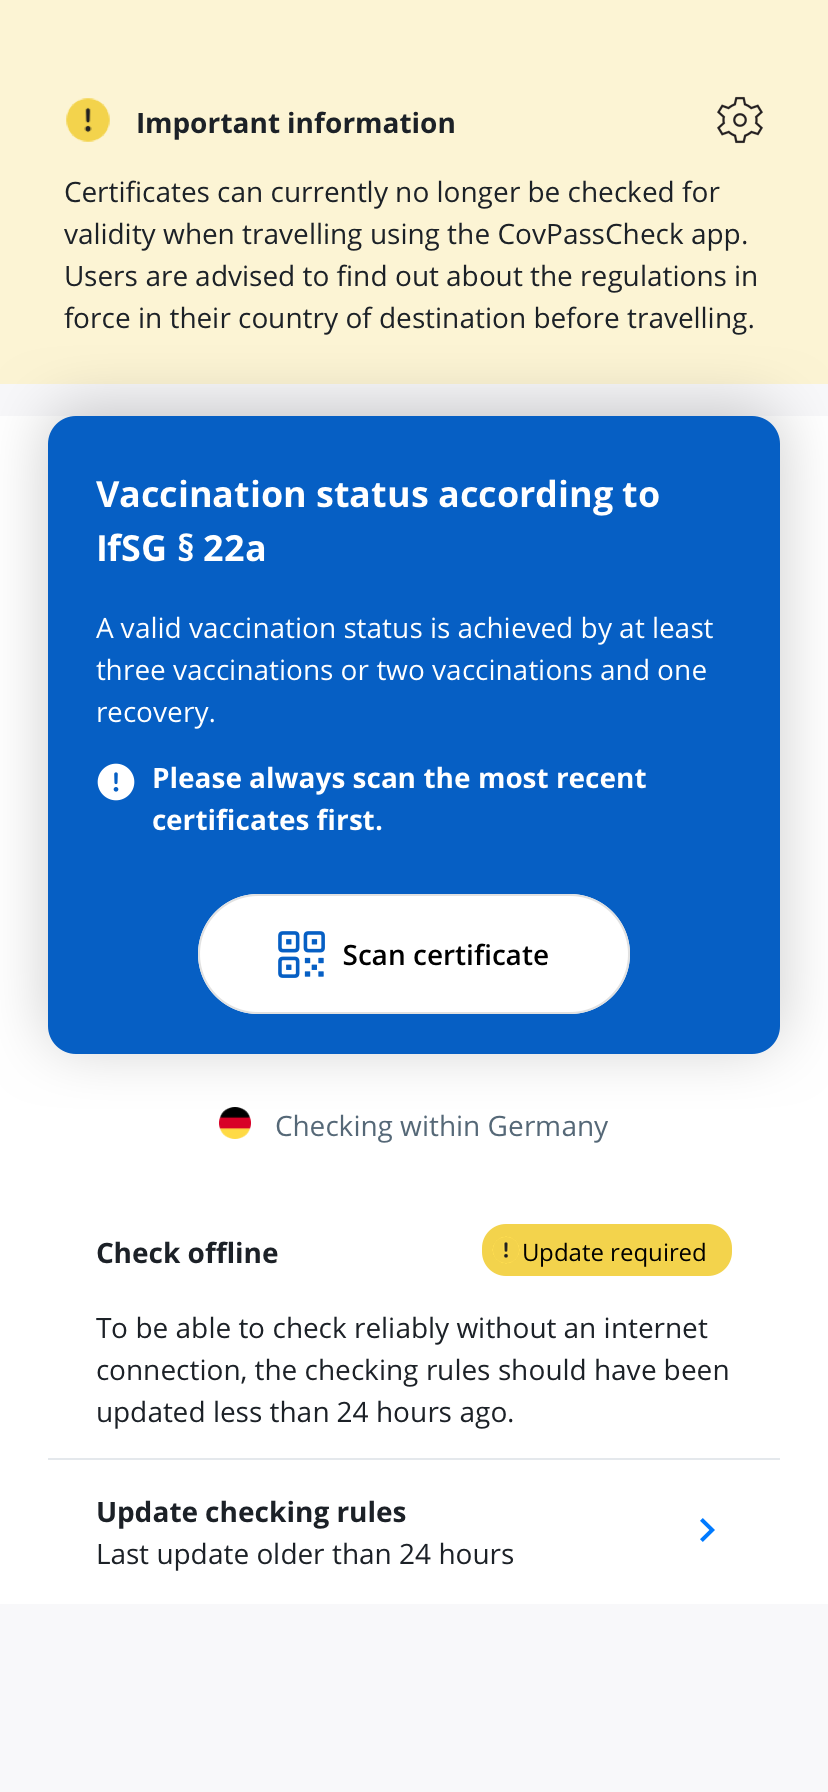 Important information
Certificates can currently no longer be checked for
validity when travelling using the CovPassCheck app.
Users are advised to find out about the regulations in
force in their country of destination before travelling.
Vaccination status according to
IfSG § 22a
A valid vaccination status is achieved by at least
three vaccinations or two vaccinations and one
recovery.
Please always scan the most recent
certificates first.
Scan certificate
Checking within Germany
Check offline
! Update required
To be able to check reliably without an internet
connection, the checking rules should have been
updated less than 24 hours ago.
Update checking rules
Last update older than 24 hours